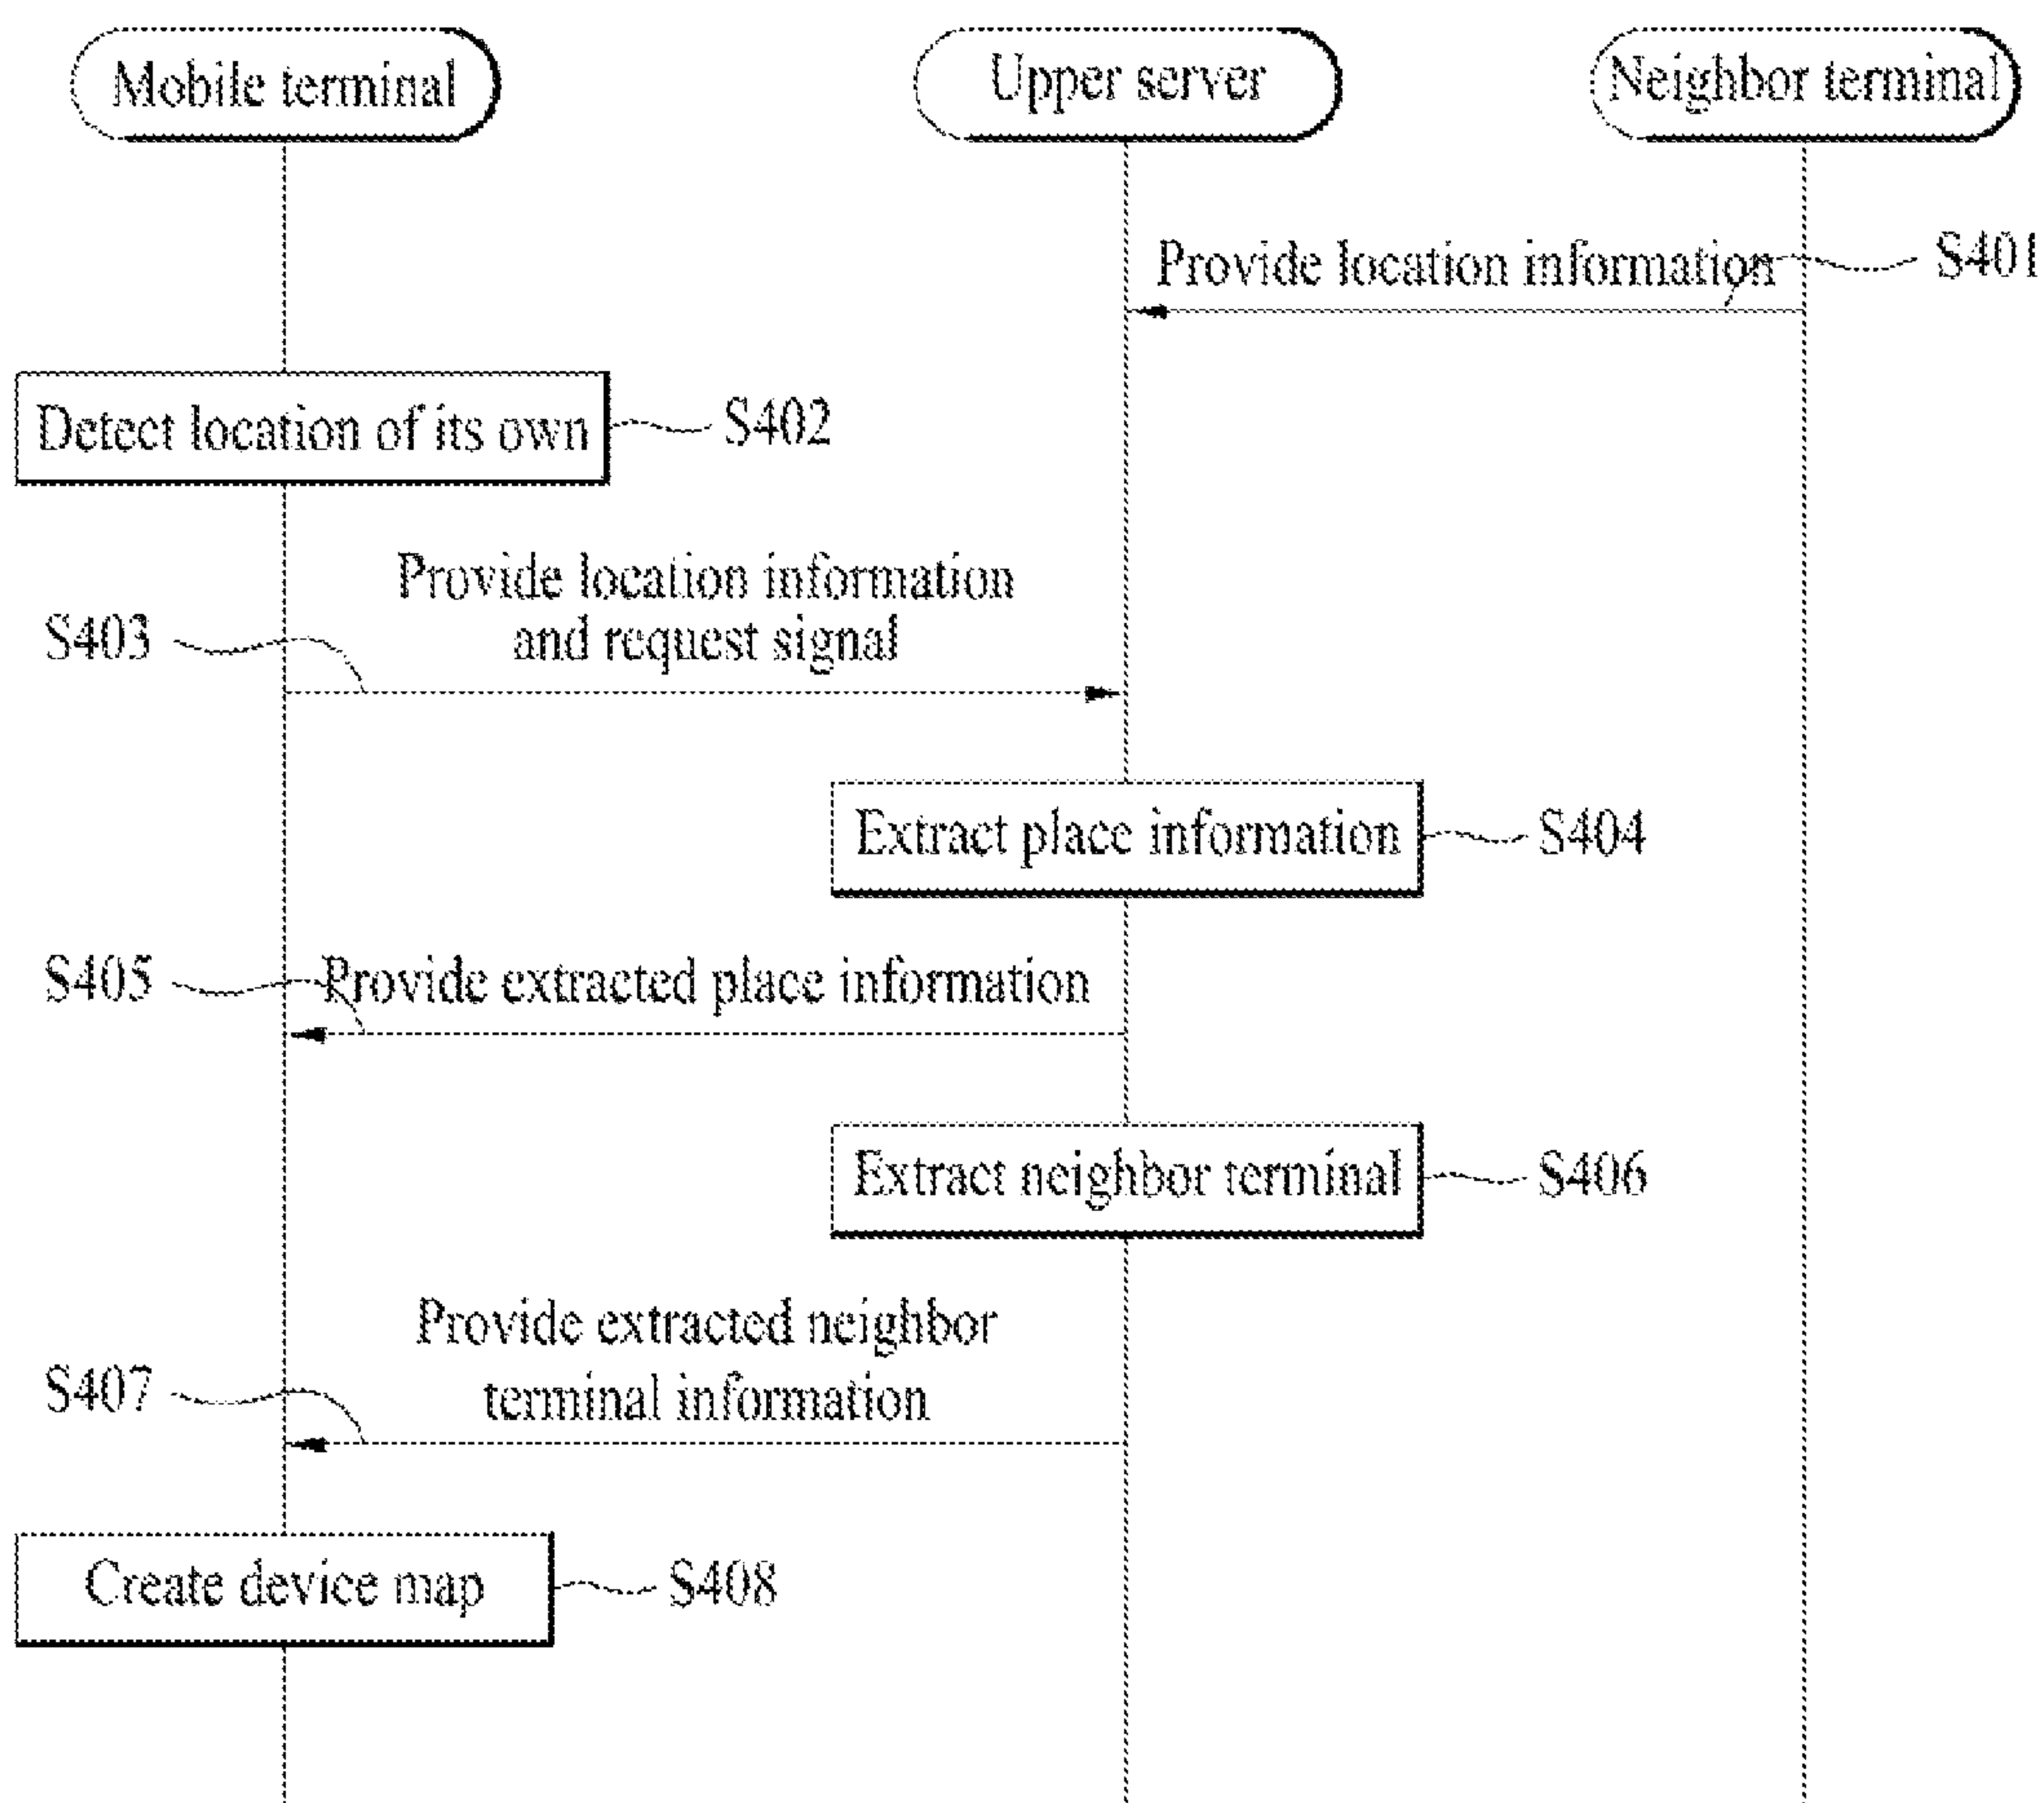 Mobile terminal
Upper server
Neighbor terminal
Provide location information
S401
Detect location of its own
S402
Provide location information
and request signal
S403
Extract place information
S404
S405
Provide extracted place information
Extract neighbor terminal
S406
Provide extracted neighbor
terminal information
S407
Create device map
S408